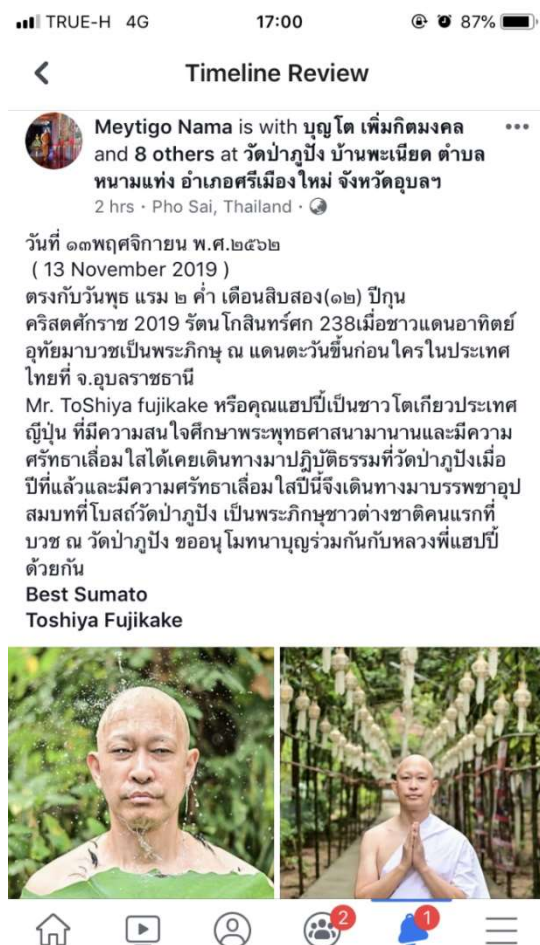 TRUE-H 4G 17:00 87%
Timeline Review
Meytigo Nama is with บุญโต เพิ่มกิตมงคล
and 8 others at วัดป่าภูปัง บ้านพะเนียด ตำบล
หนามแท่ง อำเภอศรีเมืองใหม่ จังหวัดอุบลฯ
2 hrs · Pho Sai, Thailand ·
วันที่ ๑๓พฤศจิกายน พ.ศ.๒๕๖๒
( 13 November 2019 )
ตรงกับวันพุธ แรม ๒ ค่ำ เดือนสิบสอง(๑๒) ปีกุน
คริสตศักราช 2019 รัตนโกสินทร์ศก 238เมื่อชาวแดนอาทิตย์
อุทัยมาบวชเป็นพระภิกษุ ณ แดนตะวันขึ้นก่อนใครในประเทศ
ไทยที่ จ.อุบลราชธานี
Mr. ToShiya fujikake หรือคุณแฮปปี้เป็นชาวโตเกียวประเทศ
ญี่ปุ่น ที่มีความสนใจศึกษาพระพุทธศาสนามานานและมีความ
ศรัทธาเลื่อมใสได้เคยเดินทางมาปฎิบัติธรรมที่วัดป่าภูปังเมื่อ
ปีที่แล้วและมีความศรัทธาเลื่อมใสปีนี้จึงเดินทางมาบรรพชาอุป
สมบทที่โบสถ์วัดป่าภูปัง เป็นพระภิกษุชาวต่างชาติคนแรกที่
บวช ณ วัดป่าภูปัง ขออนุโมทนาบุญร่วมกันกับหลวงพี่แฮปปี้
ด้วยกัน
Best Sumato
Toshiya Fujikake
2 1